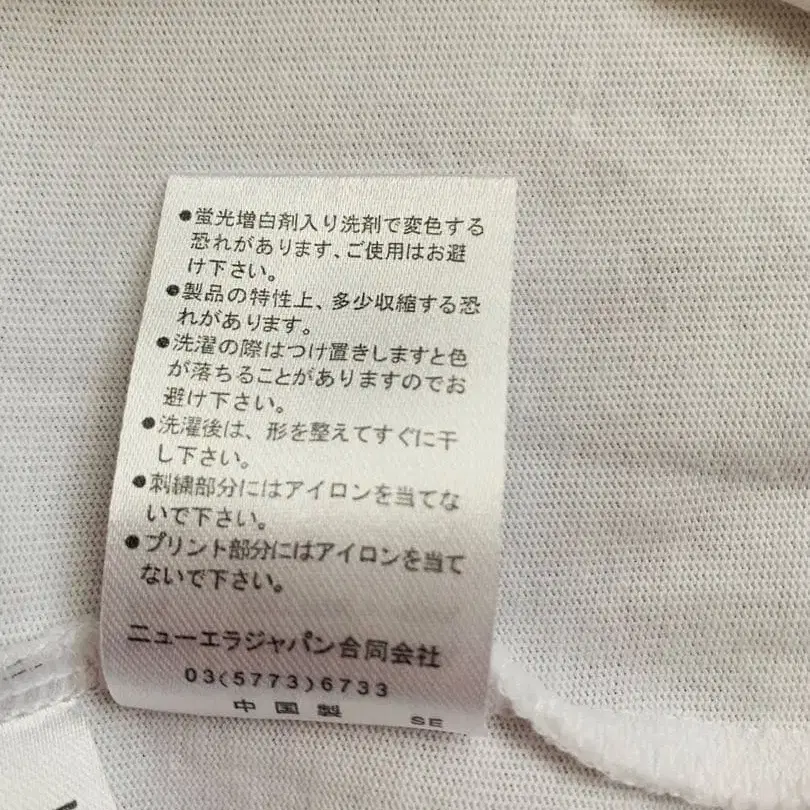 ●蛍光増白剤入り洗剤で変色する
恐れがあります、ご使用はお避
け下さい。
●製品の特性上、多少収縮する恐
れがあります。
●洗濯の際はつけ置きしますと色
が落ちることがありますのでお
避け下さい。
●洗濯後は、形を整えてすぐに干
し下さい。
●刺繍部分にはアイロンを当てな
いで下さい。
●プリント部分にはアイロンを当て
ないで下さい。
ニューエラジャパン合同会社
03(5773)6733
中国製 SE